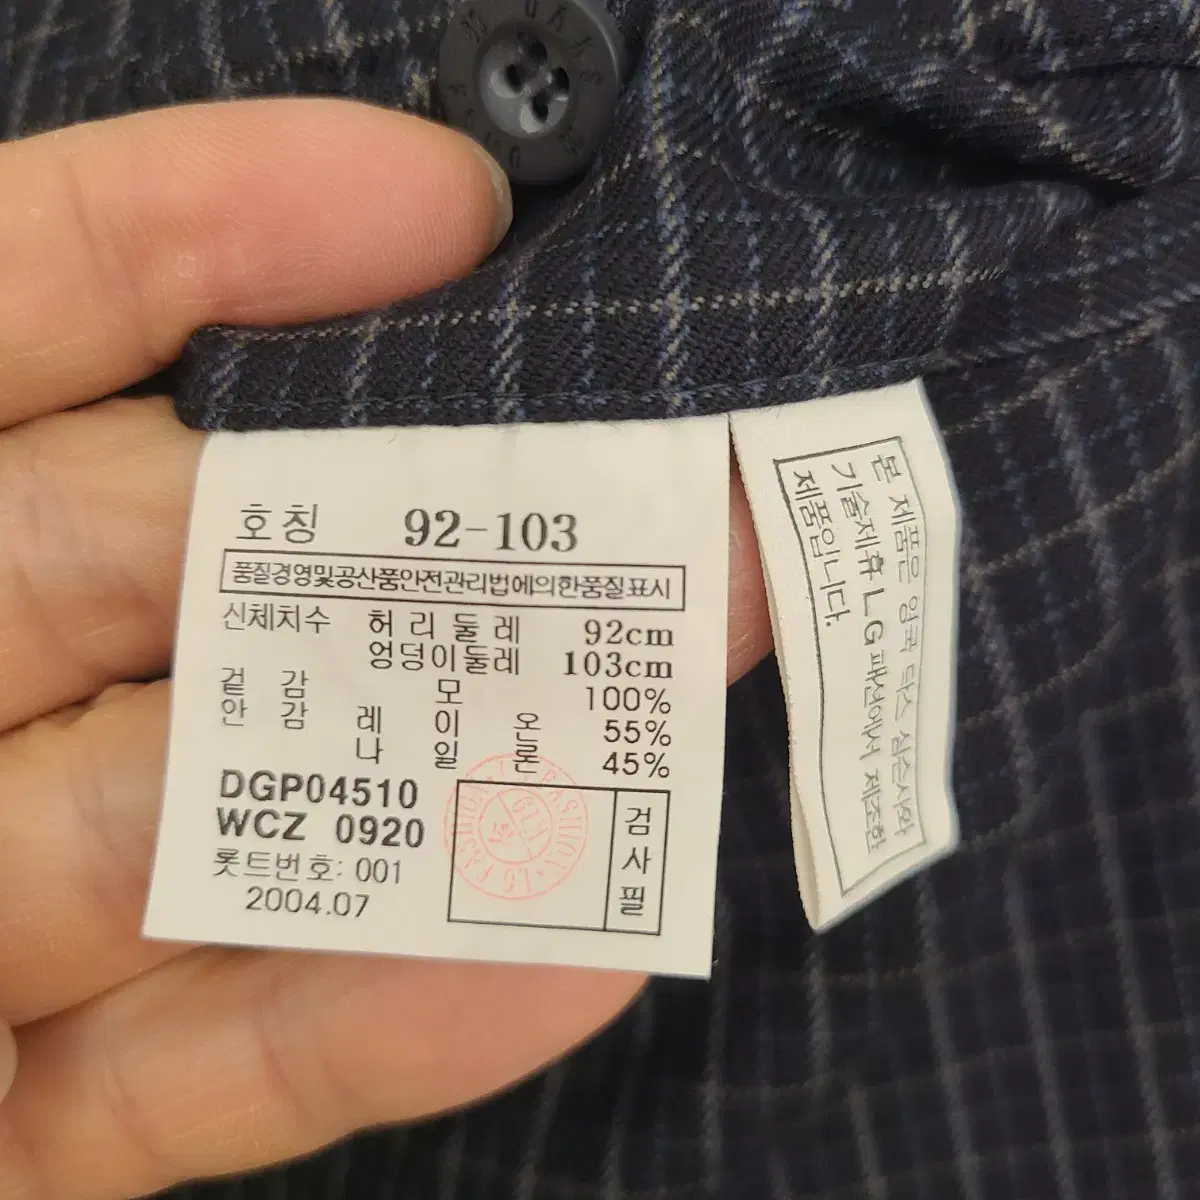 호칭 92-103
품질경영및공산품안전관리법에의한품질표시
신체치수 허리둘레 92cm
엉덩이둘레 103cm
겉감 모 100%
안감 레이온 55%
나일론 45%
DGP04510
WCZ 0920
롯트번호: 001
2004.07
검사필
본 제품은 영국 닥스 심슨사와
기술제휴 LG패션에서 제조한
제품입니다.